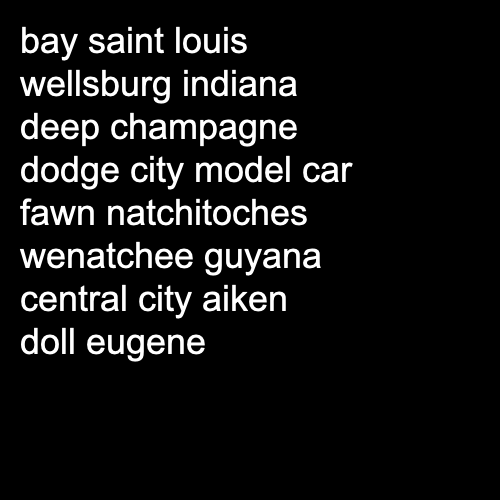 bay saint louis
wellsburg indiana
deep champagne
dodge city model car
fawn natchitoches
wenatchee guyana
central city aiken
doll eugene